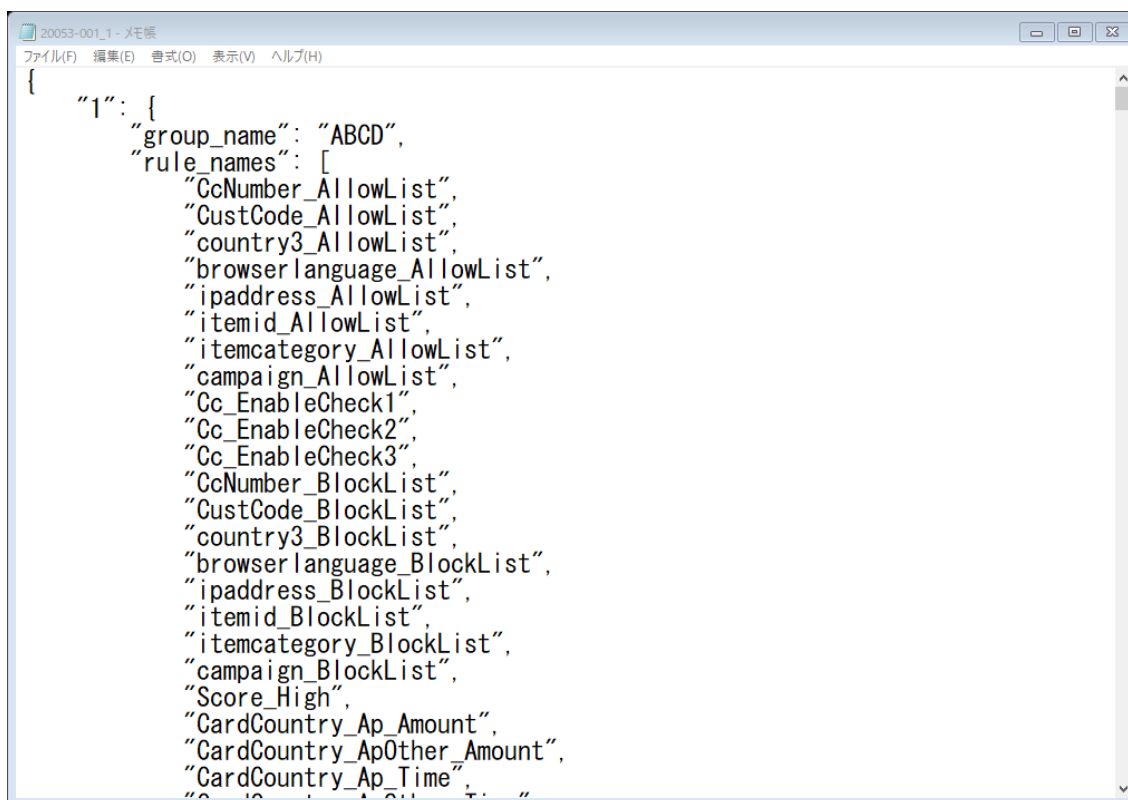 20053-001_1 - メモ帳
ファイル(F) 編集(E) 書式(O) 表示(V) ヘルプ(H)
{
"1": {
"group_name": "ABCD",
"rule_names": [
"CcNumber_AllowList",
"CustCode_AllowList",
"country3_AllowList",
"browserlanguage_AllowList",
"ipaddress_AllowList",
"itemid_AllowList",
"itemcategory_AllowList",
"campaign_AllowList",
"Cc_EnableCheck1",
"Cc_EnableCheck2",
"Cc_EnableCheck3",
"CcNumber_BlockList",
"CustCode_BlockList",
"country3_BlockList",
"browserlanguage_BlockList",
"ipaddress_BlockList",
"itemid_BlockList",
"itemcategory_BlockList",
"campaign_BlockList",
"Score_High",
"CardCountry_Ap_Amount",
"CardCountry_ApOther_Amount",
"CardCountry_Ap_Time",